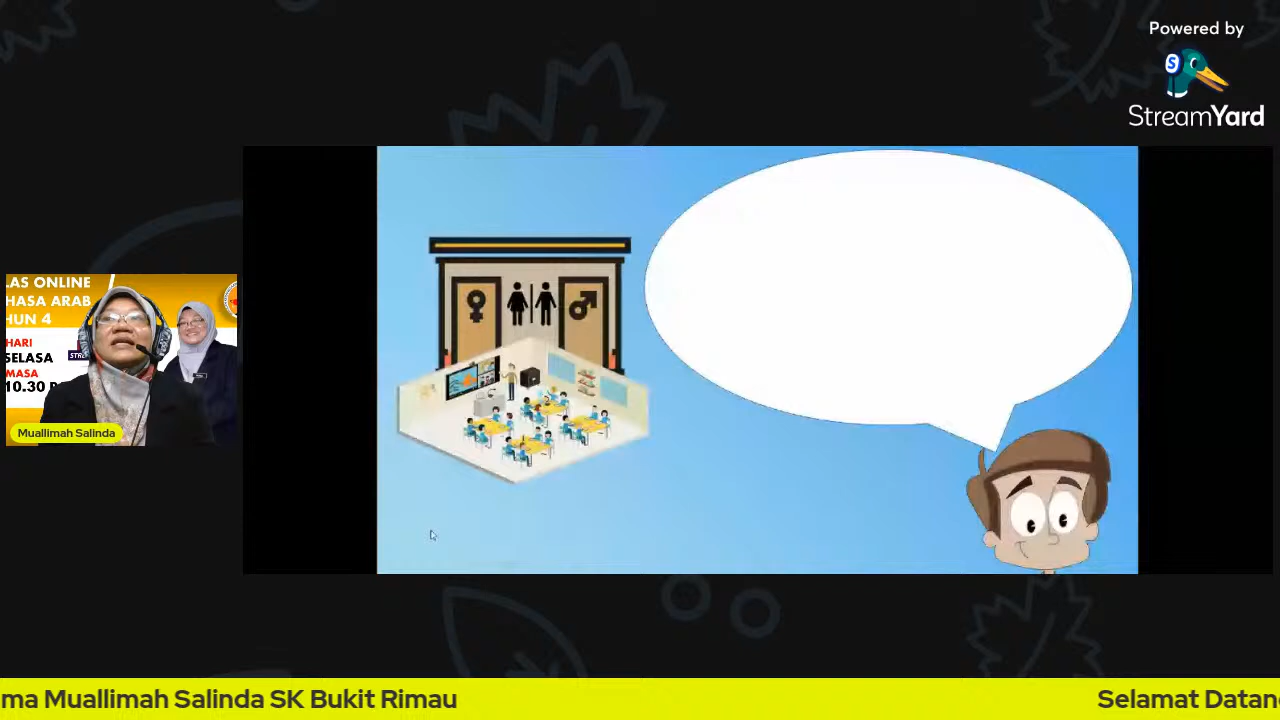 Powered by
S
StreamYard
LAS ONLINE
HASA ARAB
HUN 4
HARI
SELASA
MASA
10.30 P
Muallimah Salinda
ma Muallimah Salinda SK Bukit Rimau
Selamat Datan